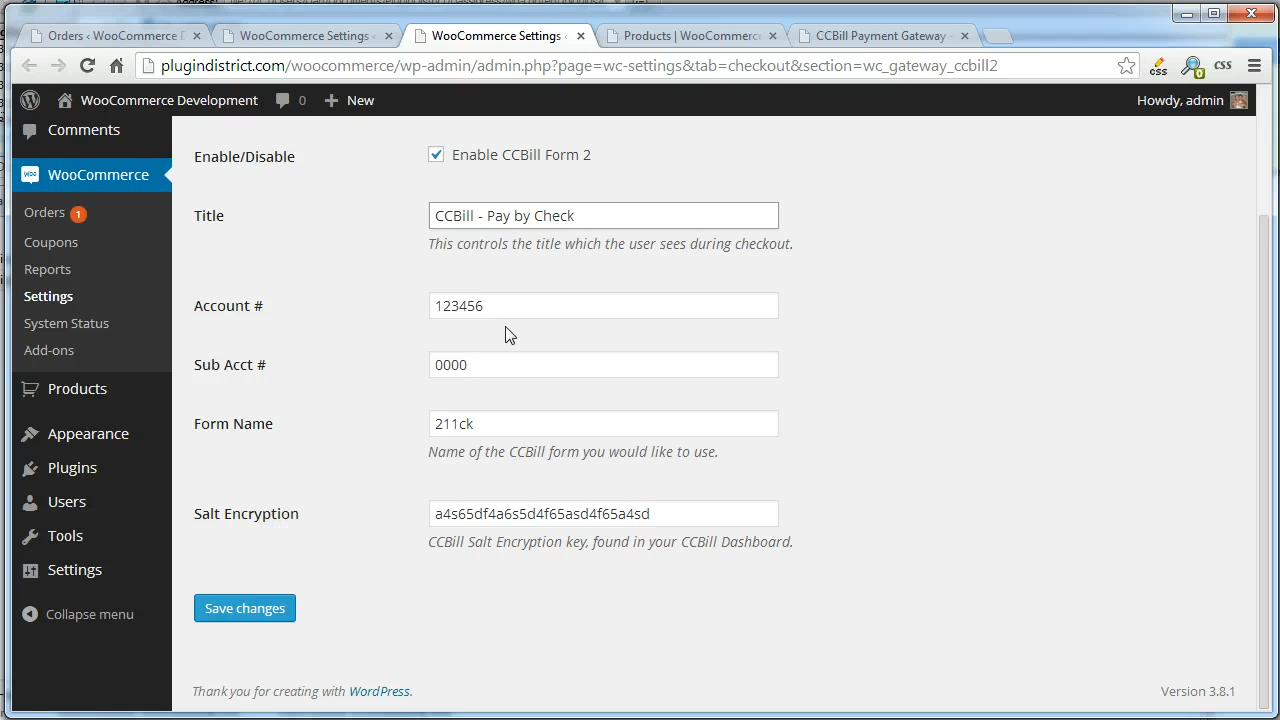 Orders ‹ WooCommerce D
WooCommerce Settings ‹
WooCommerce Settings ‹
Products | WooCommerc
CCBill Payment Gateway -
plugindistrict.com/woocommerce/wp-admin/admin.php?page=wc-settings&tab=checkout&section=wc_gateway_ccbill2
css
0
CSS
WooCommerce Development
0
New
Howdy, admin
Comments
WooCommerce
Orders 1
Coupons
Reports
Settings
System Status
Add-ons
Products
Appearance
Plugins
Users
Tools
Settings
Collapse menu
Enable/Disable
Enable CCBill Form 2
Title
CCBill - Pay by Check
This controls the title which the user sees during checkout.
Account #
123456
Sub Acct #
0000
Form Name
211ck
Name of the CCBill form you would like to use.
Salt Encryption
a4s65df4a6s5d4f65asd4f65a4sd
CCBill Salt Encryption key, found in your CCBill Dashboard.
Save changes
Thank you for creating with WordPress.
Version 3.8.1